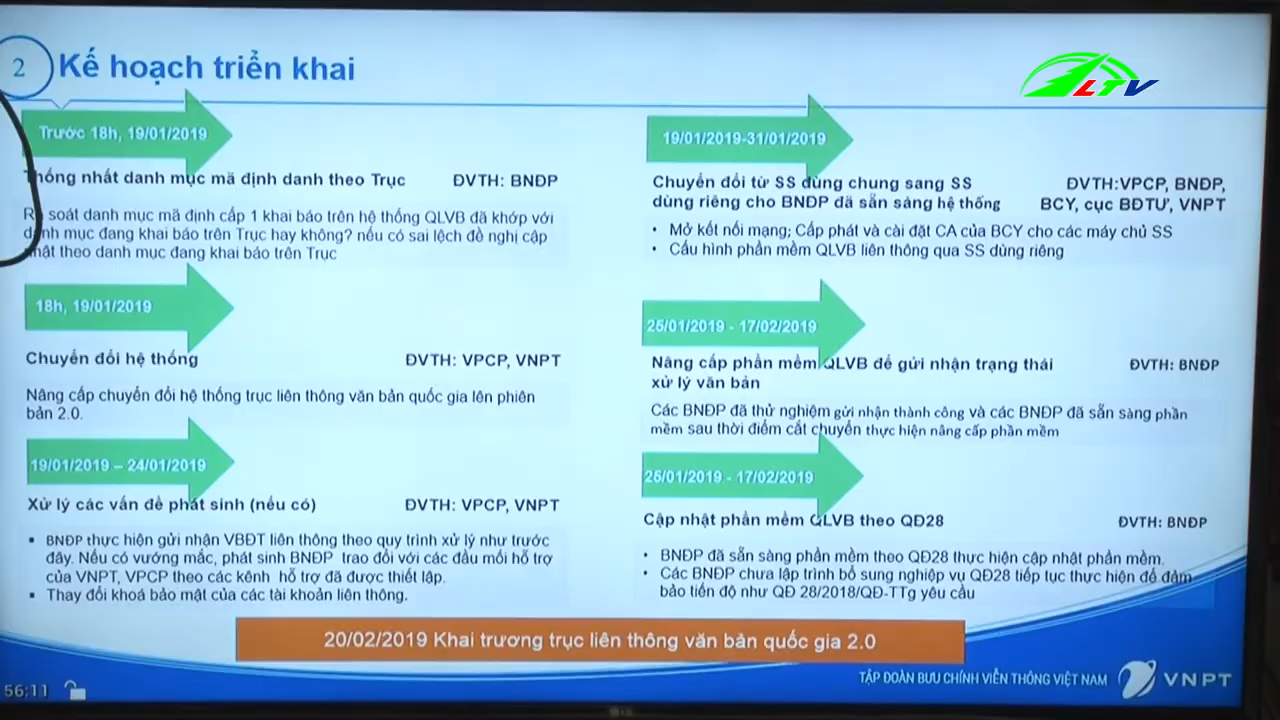 2
Kế hoạch triển khai
LTV
Trước 18h, 19/01/2019
Thống nhất danh mục mã định danh theo Trục ĐVTH: BNĐP
soát danh mục mã định cấp 1 khai báo trên hệ thống QLVB đã khớp với
danh mục đang khai báo trên Trục hay không? nếu có sai lệch đề nghị cập
nhật theo danh mục đang khai báo trên Trục
18h, 19/01/2019
Chuyển đổi hệ thống ĐVTH: VPCP, VNPT
Nâng cấp chuyển đổi hệ thống trục liên thông văn bản quốc gia lên phiên
bản 2.0.
19/01/2019 – 24/01/2019
Xử lý các vấn đề phát sinh (nếu có) ĐVTH: VPCP, VNPT
• BNĐP thực hiện gửi nhận VBĐT liên thông theo quy trình xử lý như trước
đây. Nếu có vướng mắc, phát sinh BNĐP trao đổi với các đầu mối hỗ trợ
của VNPT, VPCP theo các kênh hỗ trợ đã được thiết lập.
• Thay đổi khoá bảo mật của các tài khoản liên thông.
19/01/2019-31/01/2019
Chuyển đổi từ SS dùng chung sang SS ĐVTH:VPCP, BNĐP,
dùng riêng cho BNĐP đã sẵn sàng hệ thống BCY, cục BĐTƯ, VNPT
• Mở kết nối mạng; Cấp phát và cài đặt CA của BCY cho các máy chủ SS
• Cấu hình phần mềm QLVB liên thông qua SS dùng riêng
25/01/2019 - 17/02/2019
Nâng cấp phần mềm QLVB để gửi nhận trạng thái ĐVTH: BNĐP
xử lý văn bản
Các BNĐP đã thử nghiệm gửi nhận thành công và các BNĐP đã sẵn sàng phần
mềm sau thời điểm cắt chuyển thực hiện nâng cấp phần mềm
25/01/2019 - 17/02/2019
Cập nhật phần mềm QLVB theo QĐ28 ĐVTH: BNĐP
• BNĐP đã sẵn sàng phần mềm theo QĐ28 thực hiện cập nhật phần mềm.
• Các BNĐP chưa lập trình bổ sung nghiệp vụ QĐ28 tiếp tục thực hiện để đảm
bảo tiến độ như QĐ 28/2018/QĐ-TTg yêu cầu
20/02/2019 Khai trương trục liên thông văn bản quốc gia 2.0
TẬP ĐOÀN BƯU CHÍNH VIỄN THÔNG VIỆT NAM VNPT
56:11
LG